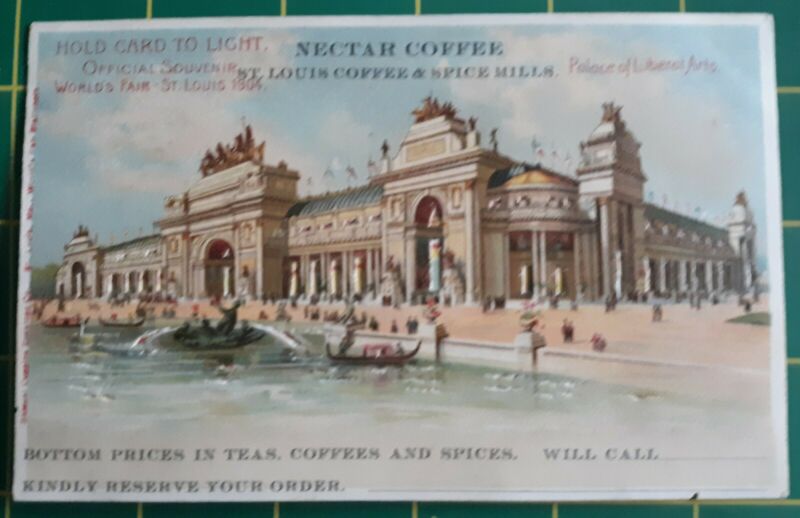 HOLD CARD TO LIGHT.
OFFICIAL SOUVENIR
WORLD'S FAIR - ST. LOUIS 1904.
NECTAR COFFEE
ST. LOUIS COFFEE & SPICE MILLS.
Palace of Liberal Arts.
BOTTOM PRICES IN TEAS, COFFEES AND SPICES. WILL CALL
KINDLY RESERVE YOUR ORDER.